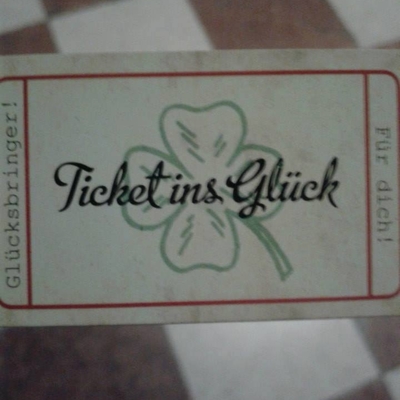 Glücksbringer!
Ticket ins Glück
Für dich!